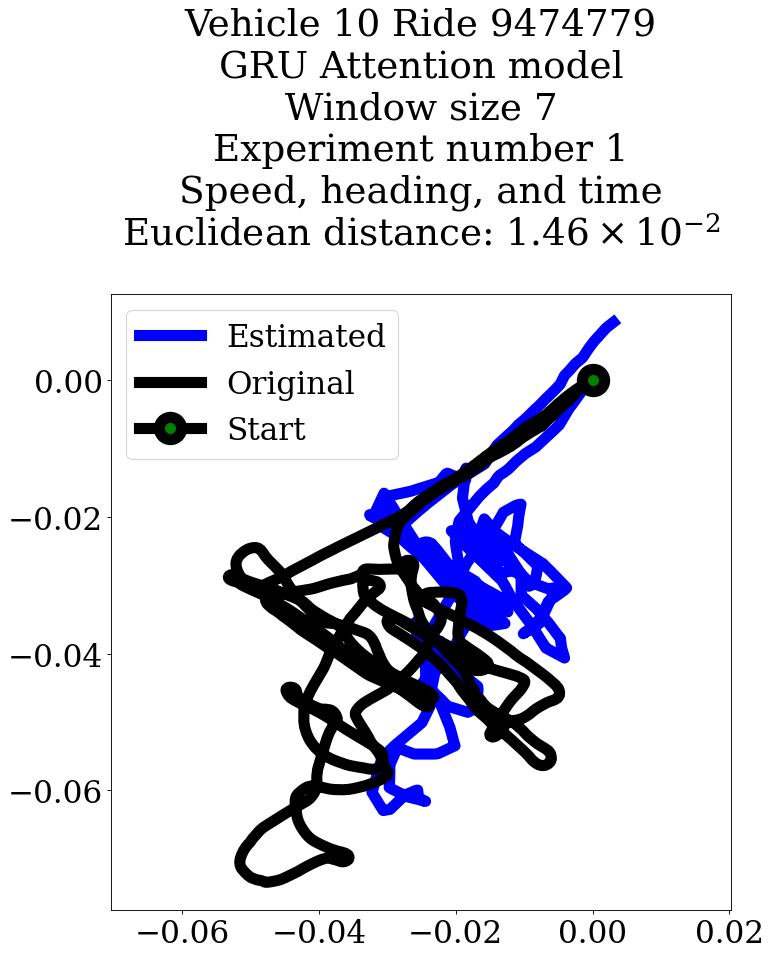 Vehicle 10 Ride 9474779
GRU Attention model
Window size 7
Experiment number 1
Speed, heading, and time
Euclidean distance: 1.46 × 10⁻²
Estimated
Original
Start
0.00
−0.02
−0.04
−0.06
−0.06 −0.04 −0.02 0.00 0.02